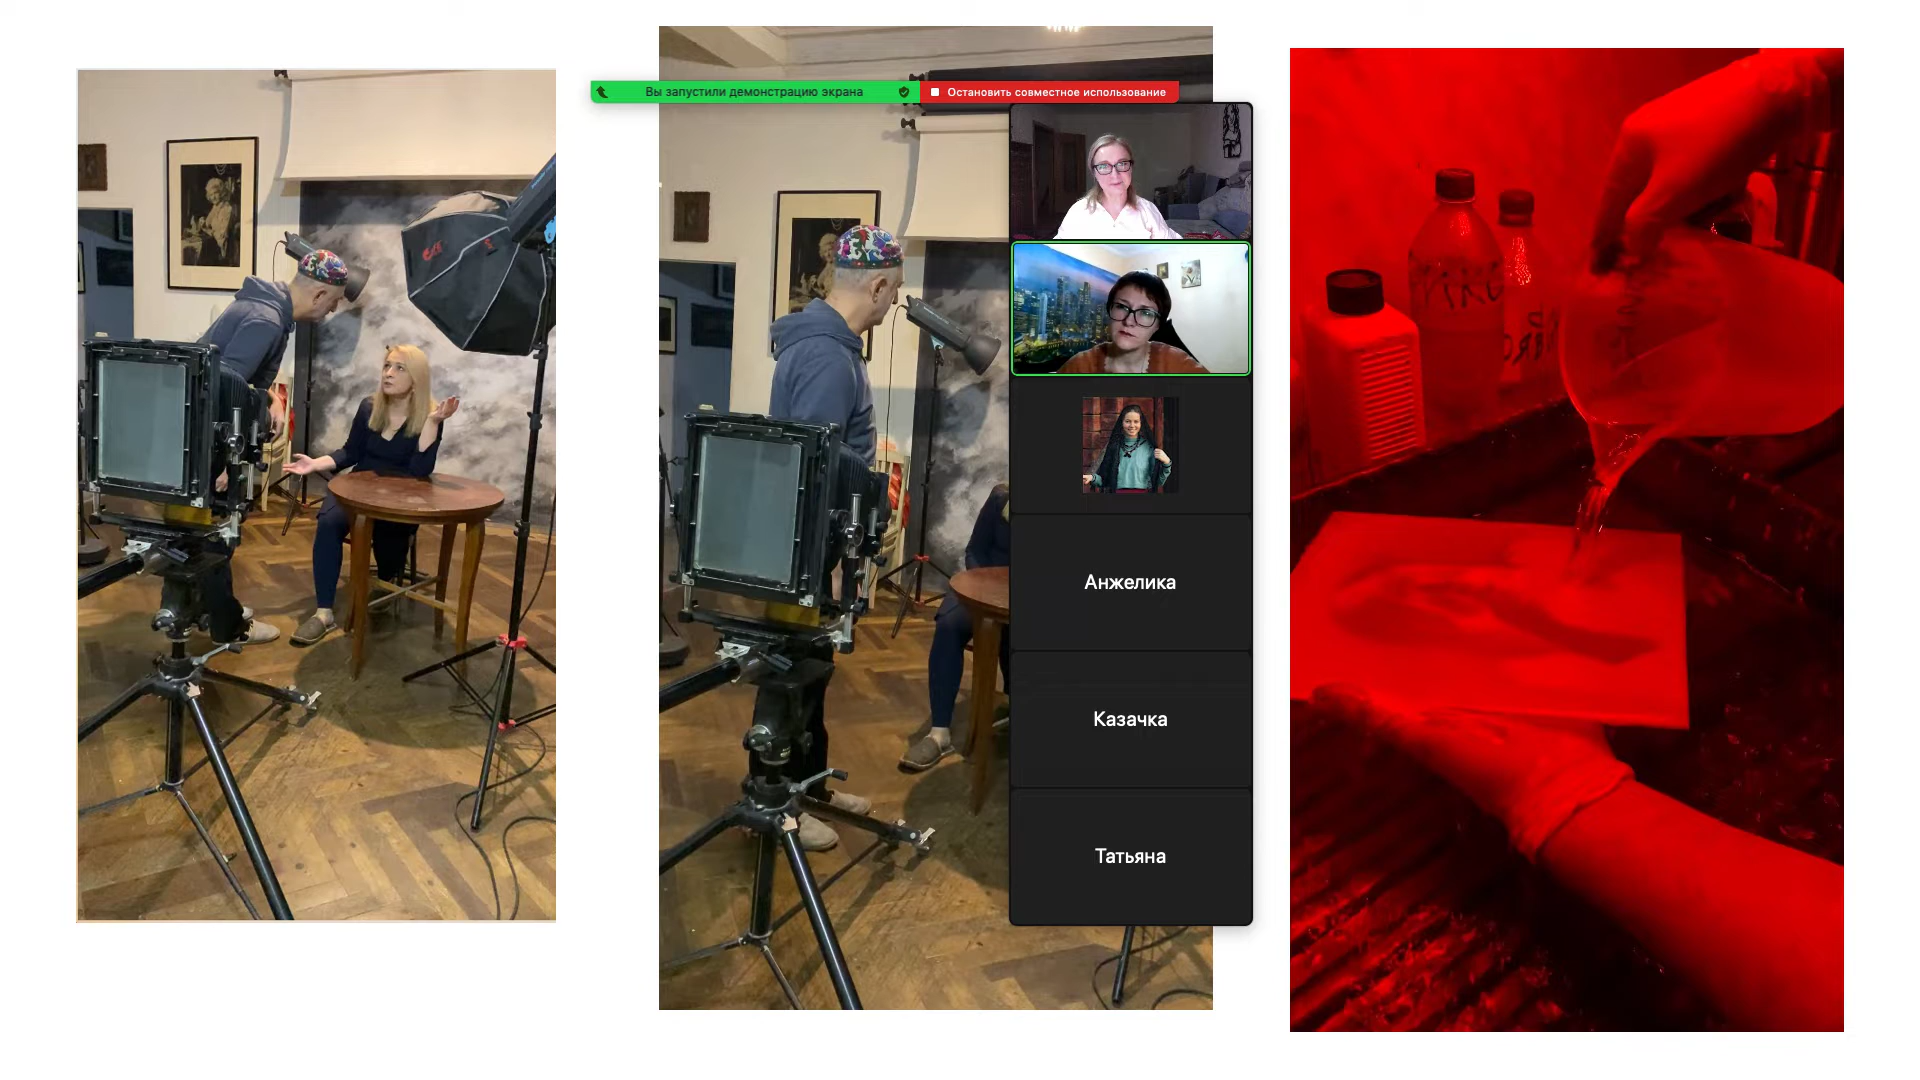 Вы запустили демонстрацию экрана
Остановить совместное использование
Анжелика
Казачка
Татьяна